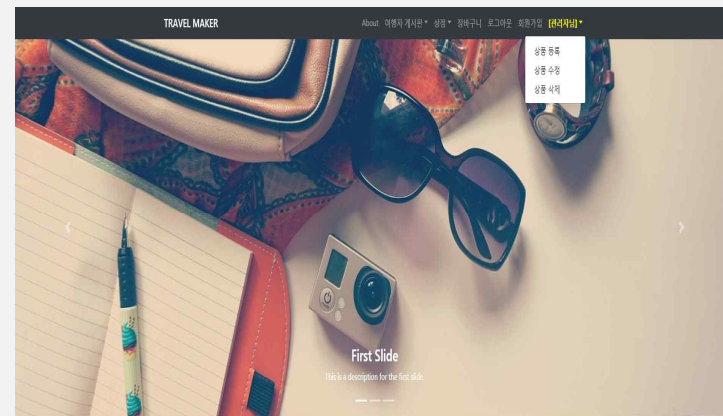 TRAVEL MAKER
About 여행자 게시판 상점 장바구니 로그아웃 회원가입 [관리자님]
상품 등록
상품 수정
상품 삭제
First Slide
This is a description for the first slide.